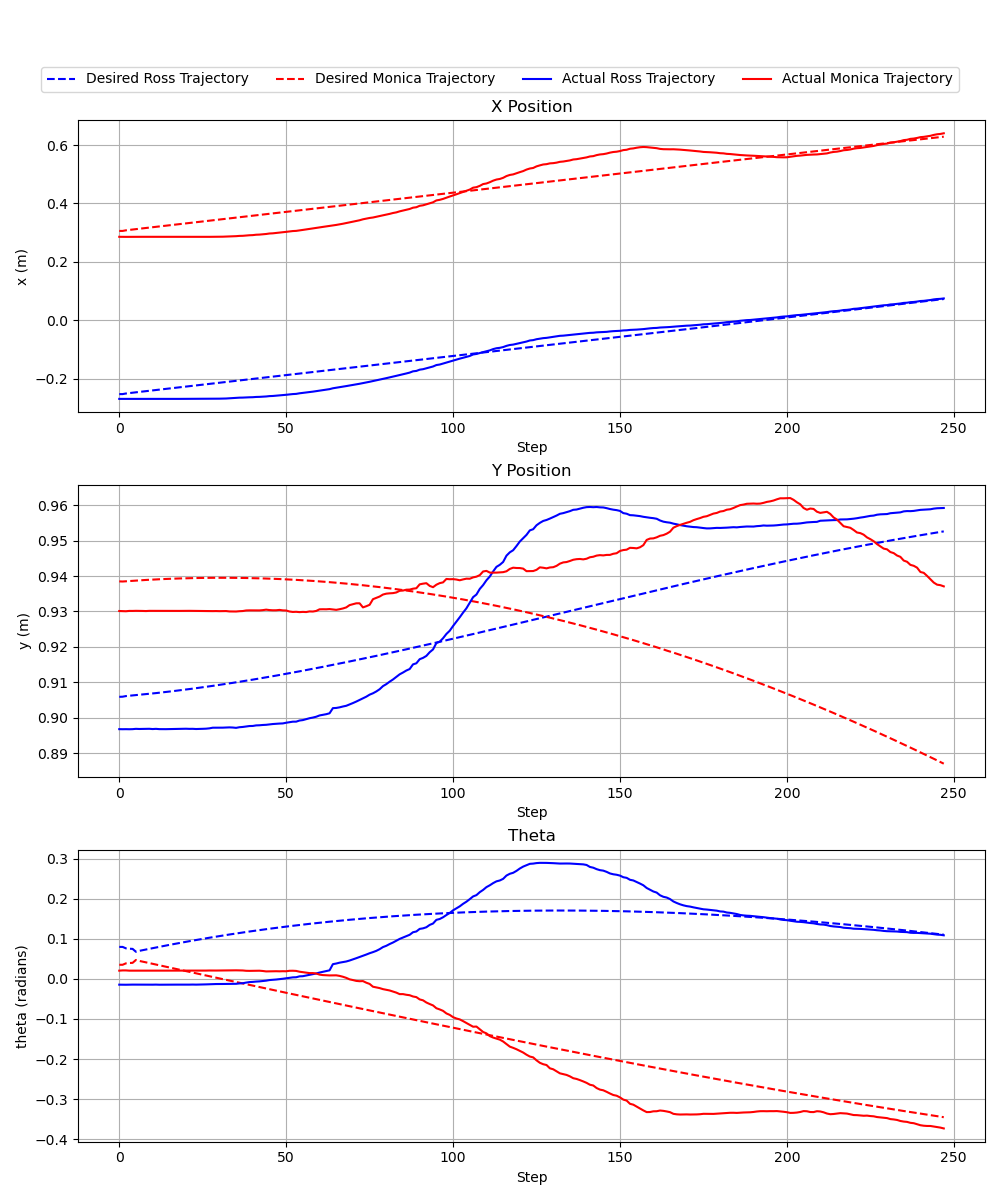 Desired Ross Trajectory Desired Monica Trajectory Actual Ross Trajectory Actual Monica Trajectory
X Position
0.6
0.4
0.2
0.0
−0.2
x (m)
0 50 100 150 200 250
Step
Y Position
0.96
0.95
0.94
0.93
0.92
0.91
0.90
0.89
y (m)
0 50 100 150 200 250
Step
Theta
0.3
0.2
0.1
0.0
−0.1
−0.2
−0.3
−0.4
theta (radians)
0 50 100 150 200 250
Step